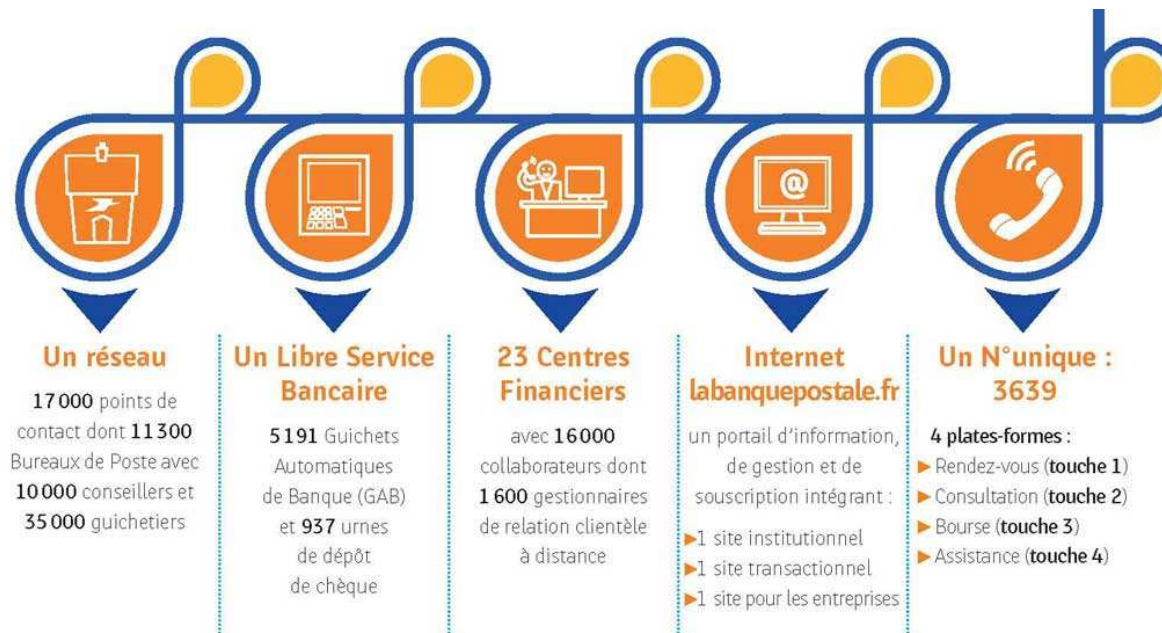 @
Un réseau
17 000 points de
contact dont 11 300
Bureaux de Poste avec
10 000 conseillers et
35 000 guichetiers
Un Libre Service
Bancaire
5 191 Guichets
Automatiques
de Banque (GAB)
et 937 urnes
de dépôt
de chèque
23 Centres
Financiers
avec 16 000
collaborateurs dont
1 600 gestionnaires
de relation clientèle
à distance
Internet
labanquepostale.fr
un portail d'information,
de gestion et de
souscription intégrant :
►1 site institutionnel
►1 site transactionnel
►1 site pour les entreprises
Un N°unique :
3639
4 plates-formes :
► Rendez-vous (touche 1)
► Consultation (touche 2)
► Bourse (touche 3)
► Assistance (touche 4)